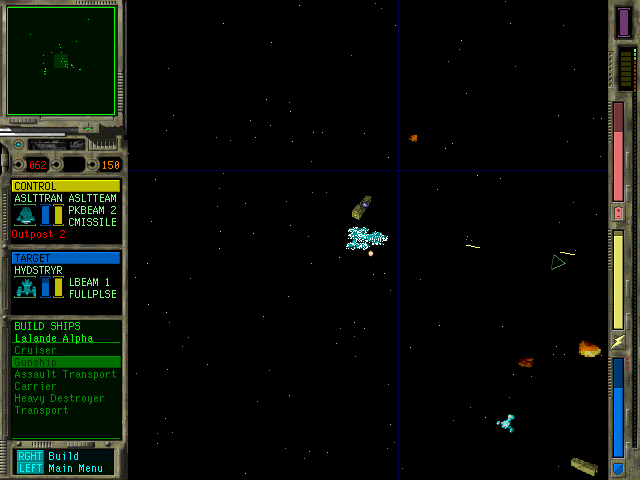 062 150
CONTROL
ASLTTRAN ASLTTEAM
PKBEAM 2
CMISSILE
Outpost 2
TARGET
HVDSTRYR
LBEAM 1
FULLPLSE
BUILD SHIPS
Lalande Alpha
Cruiser
Gunship
Assault Transport
Carrier
Heavy Destroyer
Transport
RGHT Build
LEFT Main Menu